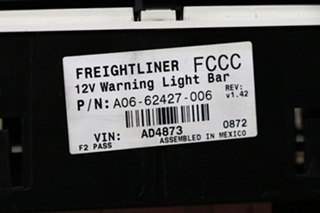 FREIGHTLINER FCCC
12V Warning Light Bar
P/N: A06-62427-006
REV:
v1.42
VIN: AD4873 0872
F2 PASS ASSEMBLED IN MEXICO